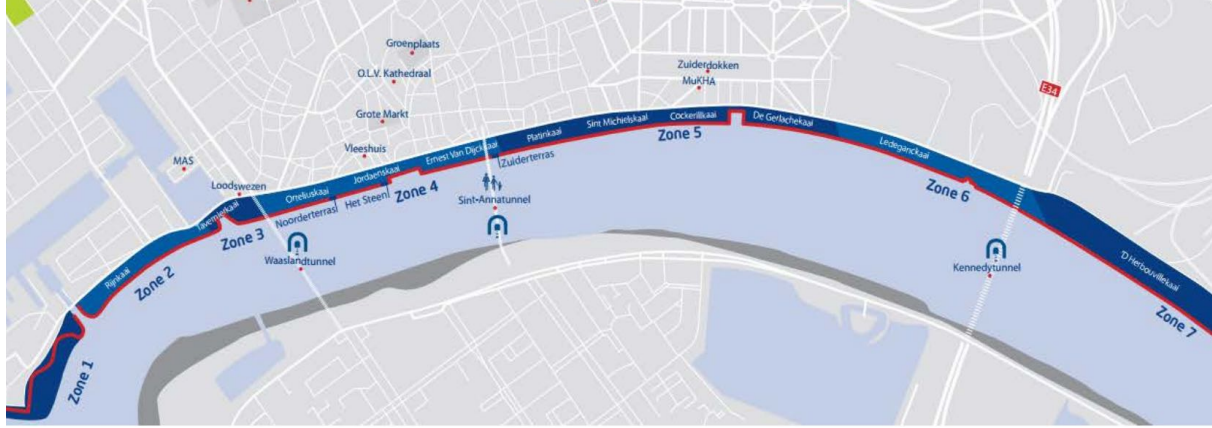 Groenplaats
O.L.V. Kathedraal
Grote Markt
Vleeshuis
MAS
Loodswezen
Zuiderdokken
MuKHA
E34
Rijnkaai
Tavernierkaai
Orteliuskaai
Jordaenskaai
Ernest Van Dijckkaai
Plantinkaai
Sint Michielskaai
Cockerillkaai
De Gerlachekaai
Ledeganckkaai
'D Herbouvillekaai
Noorderterras
Het Steen
Zuiderterras
Zone 1
Zone 2
Zone 3
Zone 4
Zone 5
Zone 6
Zone 7
Waaslandtunnel
Sint-Annatunnel
Kennedytunnel